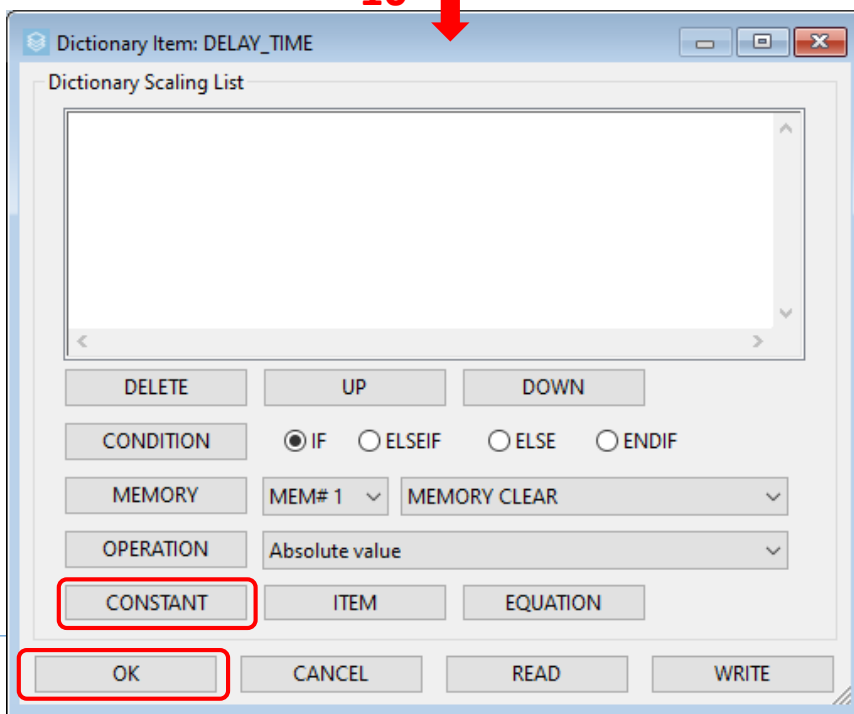 Dictionary Item: DELAY_TIME
Dictionary Scaling List
DELETE UP DOWN
CONDITION IF ELSEIF ELSE ENDIF
MEMORY MEM# 1 MEMORY CLEAR
OPERATION Absolute value
CONSTANT ITEM EQUATION
OK CANCEL READ WRITE